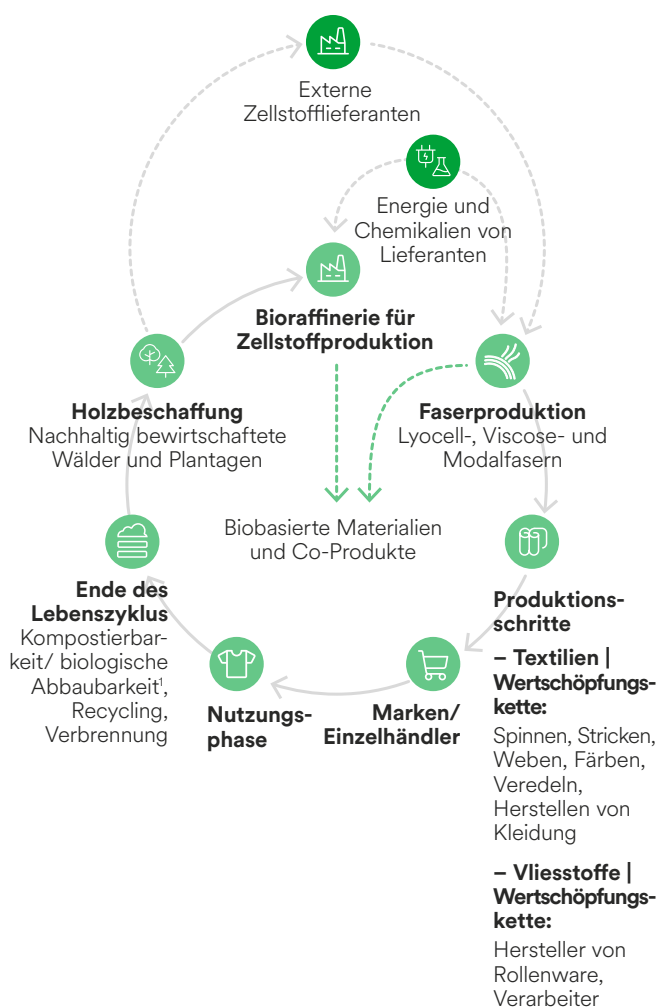 Externe
Zellstofflieferanten
Energie und
Chemikalien von
Lieferanten
Bioraffinerie für
Zellstoffproduktion
Holzbeschaffung
Nachhaltig bewirtschaftete
Wälder und Plantagen
Faserproduktion
Lyocell-, Viscose- und
Modalfasern
Biobasierte Materialien
und Co-Produkte
Ende des
Lebenszyklus
Kompostierbar-
keit/ biologische
Abbaubarkeit¹,
Recycling,
Verbrennung
Nutzungs-
phase
Marken/
Einzelhändler
Produktions-
schritte
– Textilien |
Wertschöpfungs-
kette:
Spinnen, Stricken,
Weben, Färben,
Veredeln,
Herstellen von
Kleidung
– Vliesstoffe |
Wertschöpfungs-
kette:
Hersteller von
Rollenware,
Verarbeiter